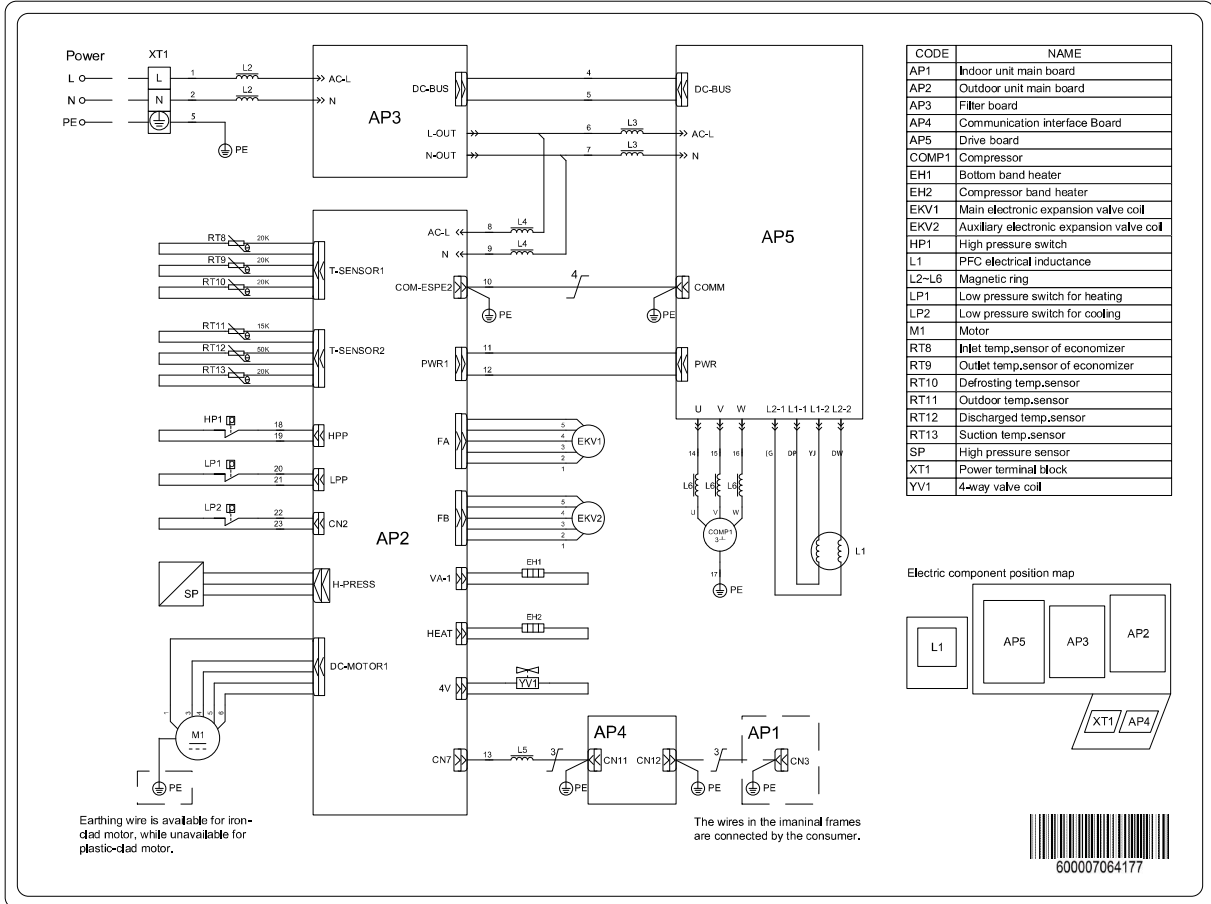 Power
XT1
L
L
1
L2
AC-L
N
N
2
L2
N
PE
5
PE
AP3
DC-BUS
4
5
DC-BUS
L-OUT
6
L3
AC-L
N-OUT
7
L3
N
AP5
AC-L
8
L4
N
9
L4
COM-ESPE2
10
4
COMM
PE
PE
PWR1
11
12
PWR
RT8
20K
RT9
20K
RT10
20K
T-SENSOR1
RT11
15K
RT12
50K
RT13
20K
T-SENSOR2
HP1
P
18
19
HPP
LP1
P
20
21
LPP
LP2
P
22
23
CN2
AP2
SP
H-PRESS
DC-MOTOR1
1
3
4
5
6
M1
PE
Earthing wire is available for iron-
clad motor, while unavailable for
plastic-clad motor.
FA
5
4
3
2
1
EKV1
FB
5
4
3
2
1
EKV2
VA-1
EH1
HEAT
EH2
4V
YV1
CN7
13
L5
3
AP4
CN11
CN12
PE
PE
3
AP1
CN3
PE
The wires in the imaninal frames
are connected by the consumer.
U V W L2-1 L1-1 L1-2 L2-2
14 15 16 (G DP YJ DW
L6 L6 L6
U V W
COMP1
3~
17
PE
L1
CODE NAME
AP1 Indoor unit main board
AP2 Outdoor unit main board
AP3 Filter board
AP4 Communication interface Board
AP5 Drive board
COMP1 Compressor
EH1 Bottom band heater
EH2 Compressor band heater
EKV1 Main electronic expansion valve coil
EKV2 Auxiliary electronic expansion valve coil
HP1 High pressure switch
L1 PFC electrical inductance
L2~L6 Magnetic ring
LP1 Low pressure switch for heating
LP2 Low pressure switch for cooling
M1 Motor
RT8 Inlet temp.sensor of economizer
RT9 Outlet temp.sensor of economizer
RT10 Defrosting temp.sensor
RT11 Outdoor temp.sensor
RT12 Discharged temp.sensor
RT13 Suction temp.sensor
SP High pressure sensor
XT1 Power terminal block
YV1 4-way valve coil
Electric component position map
L1
AP5
AP3
AP2
XT1
AP4
600007064177